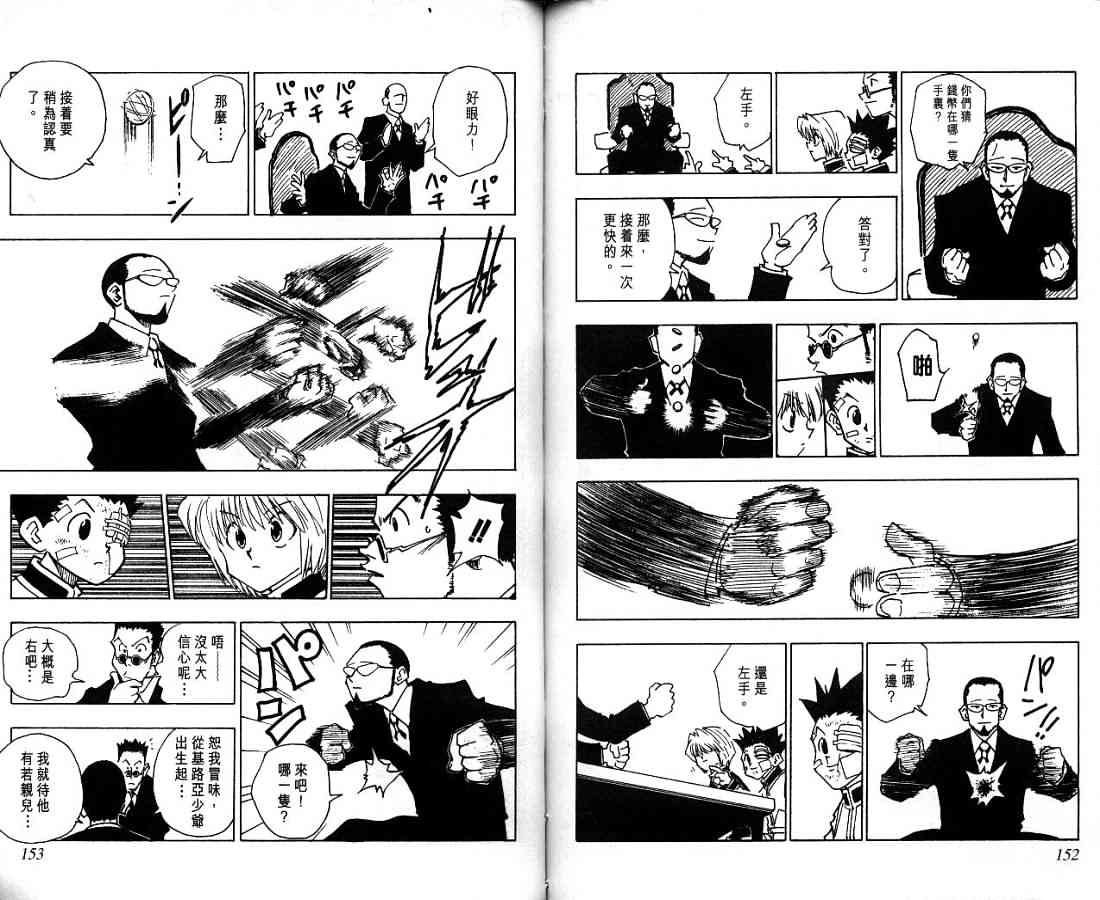 你們猜
錢幣在哪一隻
手裏？
左手。
答對了。
那麼，
接着來一次
更快的。
啪
在哪
一邊？
パン!!
還是
左手。
152
好眼力！
パチ
パチ
パチ
パチ
パチ
那麼…
ピーン
接着要
稍為認真
了。
!!
パン
來吧！
哪一隻？
唔……
沒太大
信心呢…
大概是
右吧…
恕我冒味，
從基路亞少爺
出生起…
我就待他
有若親兒…
153